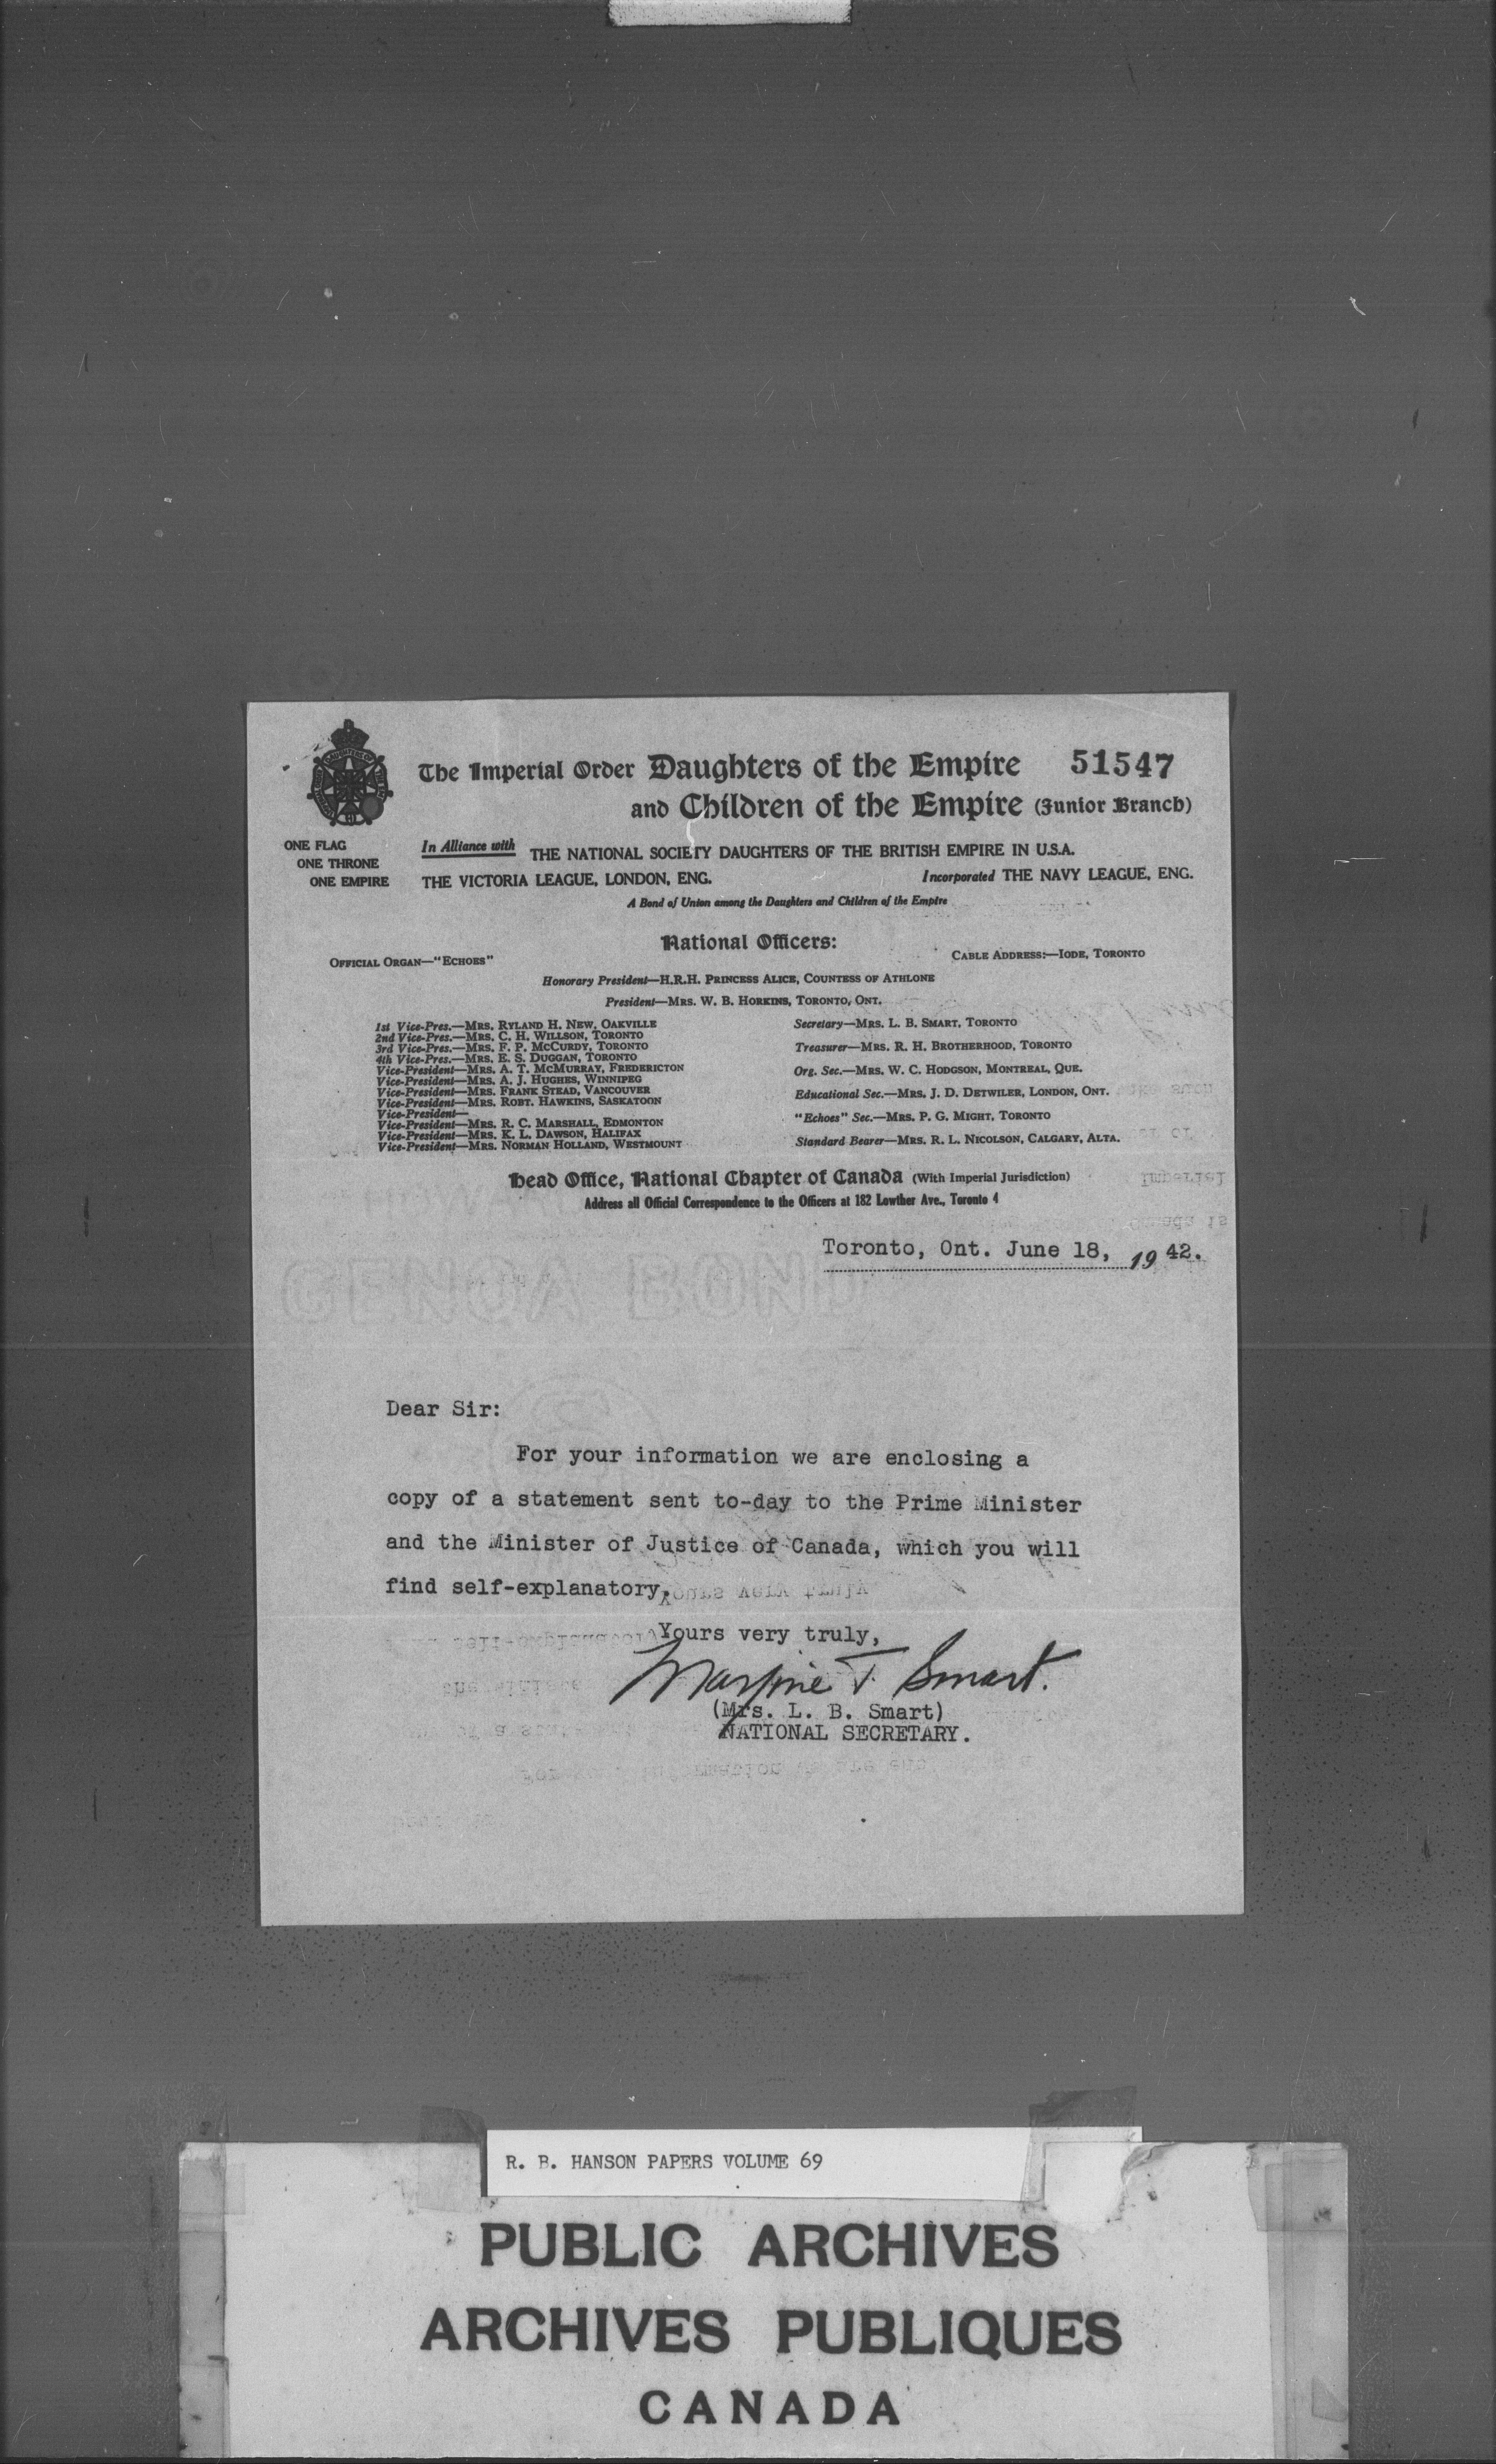 The Imperial Order Daughters of the Empire 51547
and Children of the Empire (Junior Branch)
ONE FLAG
ONE THRONE
ONE EMPIRE
In Alliance with THE NATIONAL SOCIETY DAUGHTERS OF THE BRITISH EMPIRE IN U.S.A.
THE VICTORIA LEAGUE, LONDON, ENG. Incorporated THE NAVY LEAGUE, ENG.
A Bond of Union among the Daughters and Children of the Empire
National Officers:
OFFICIAL ORGAN—"ECHOES" CABLE ADDRESS:—IODE, TORONTO
Honorary President—H.R.H. PRINCESS ALICE, COUNTESS OF ATHLONE
President—MRS. W. B. HORKINS, TORONTO, ONT.
1st Vice-Pres.—MRS. RYLAND H. NEW, OAKVILLE
2nd Vice-Pres.—MRS. C. H. WILLSON, TORONTO
3rd Vice-Pres.—MRS. F. P. MCCURDY, TORONTO
4th Vice-Pres.—MRS. E. S. DUGGAN, TORONTO
Vice-President—MRS. A. T. MCMURRAY, FREDERICTON
Vice-President—MRS. A. J. HUGHES, WINNIPEG
Vice-President—MRS. FRANK STEAD, VANCOUVER
Vice-President—MRS. ROBT. HAWKINS, SASKATOON
Vice-President—
Vice-President—MRS. R. C. MARSHALL, EDMONTON
Vice-President—MRS. K. L. DAWSON, HALIFAX
Vice-President—MRS. NORMAN HOLLAND, WESTMOUNT
Secretary—MRS. L. B. SMART, TORONTO
Treasurer—MRS. R. H. BROTHERHOOD, TORONTO
Org. Sec.—MRS. W. C. HODGSON, MONTREAL, QUE.
Educational Sec.—MRS. J. D. DETWILER, LONDON, ONT.
"Echoes" Sec.—MRS. P. G. MIGHT, TORONTO
Standard Bearer—MRS. R. L. NICOLSON, CALGARY, ALTA.
Head Office, National Chapter of Canada (With Imperial Jurisdiction)
Address all Official Correspondence to the Officers at 182 Lowther Ave., Toronto 4
Toronto, Ont. June 18, 19 42.
GENOA BOND
Dear Sir:
For your information we are enclosing a
copy of a statement sent to-day to the Prime Minister
and the Minister of Justice of Canada, which you will
find self-explanatory.
Yours very truly,
Marjorie T. Smart.
(Mrs. L. B. Smart)
NATIONAL SECRETARY.
R. B. HANSON PAPERS VOLUME 69
PUBLIC ARCHIVES
ARCHIVES PUBLIQUES
CANADA